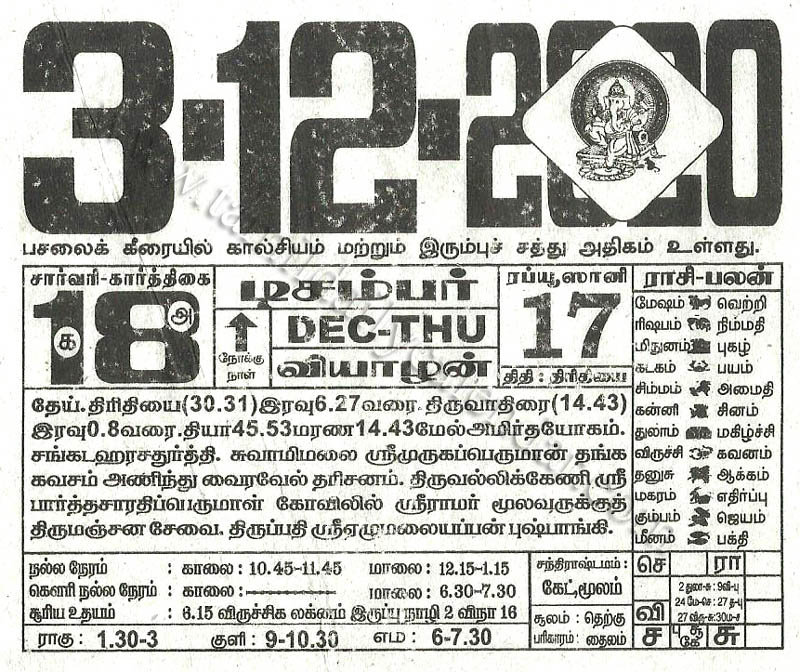 3-12-2020
பசலைக் கீரையில் கால்சியம் மற்றும் இரும்புச் சத்து அதிகம் உள்ளது.
சார்வரி-கார்த்திகை
18
க
அ
நோக்கு
நாள்
டிசம்பர்
DEC-THU
வியாழன்
ரப்யூஸானி
17
திதி : திரிதியை
ராசி-பலன்
மேஷம் வெற்றி
ரிஷபம் நிம்மதி
மிதுனம் புகழ்
கடகம் பயம்
சிம்மம் அமைதி
கன்னி சினம்
துலாம் மகிழ்ச்சி
விருச்சி கவனம்
தனுசு ஆக்கம்
மகரம் எதிர்ப்பு
கும்பம் ஜெயம்
மீனம் பக்தி
தேய். திரிதியை(30.31)இரவு6.27வரை. திருவாதிரை(14.43)
இரவு0.8வரை. தியா45.53மரண14.43மேல்அமிர்தயோகம்.
சங்கடஹரசதுர்த்தி. சுவாமிமலை ஸ்ரீமுருகப்பெருமான் தங்க
கவசம் அணிந்து வைரவேல் தரிசனம். திருவல்லிக்கேணி ஸ்ரீ
பார்த்தசாரதிப்பெருமாள் கோவிலில் ஸ்ரீராமர் மூலவருக்குத்
திருமஞ்சன சேவை. திருப்பதி ஸ்ரீஏழுமலையப்பன் புஷ்பாங்கி.
நல்ல நேரம் : காலை: 10.45-11.45 மாலை: 12.15-1.15
கௌரி நல்ல நேரம் : காலை: மாலை: 6.30-7.30
சூரிய உதயம் : 6.15 விருச்சிக லக்னம் இருப்பு நாழி 2 விநா 16
ராகு : 1.30-3 குளி : 9-10.30 எம : 6-7.30
சந்திராஷ்டமம்:
கேட்மூலம்
சூலம் : தெற்கு
பரிகாரம் : தைலம்
செ ரா
2 துலா-சு : 9வி-பு
24 மே-செ : 27 த-பு
27 விரு-சு:30ம-ச
வி
ச பு சூ கே சு